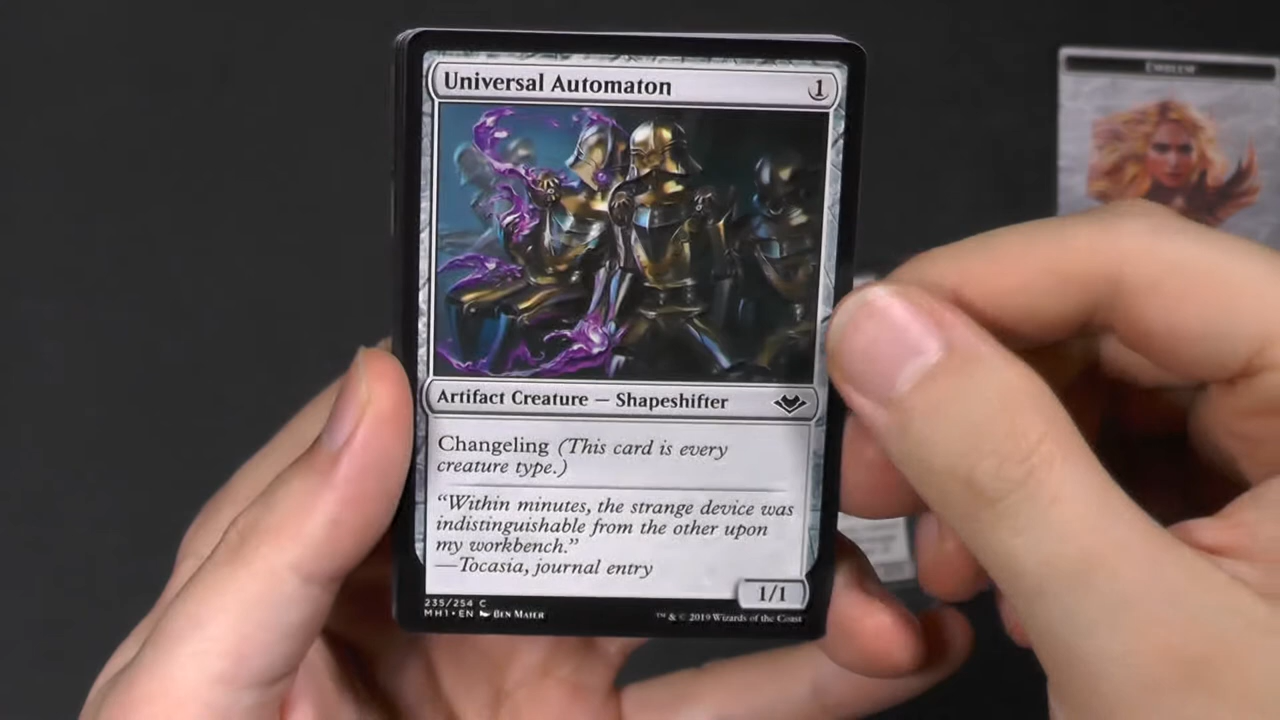 Universal Automaton 1
Artifact Creature — Shapeshifter
Changeling (This card is every
creature type.)
“Within minutes, the strange device was
indistinguishable from the other upon
my workbench.”
—Tocasia, journal entry
1/1
235/254 C
MH1 • EN Ben Maier
™ & © 2019 Wizards of the Coast
EMBLEM